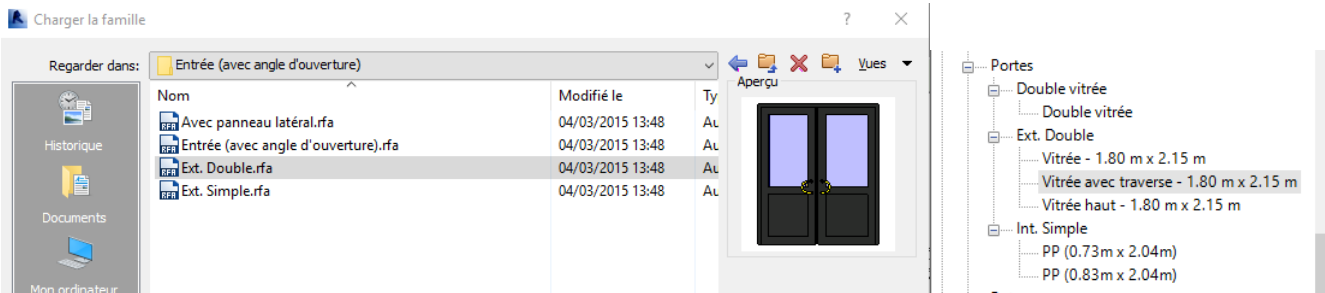 Charger la famille
Regarder dans:
Entrée (avec angle d'ouverture)
Vues
Aperçu
Nom Modifié le Ty
Avec panneau latéral.rfa 04/03/2015 13:48 Au
Entrée (avec angle d'ouverture).rfa 04/03/2015 13:48 Au
Ext. Double.rfa 04/03/2015 13:48 Au
Ext. Simple.rfa 04/03/2015 13:48 Au
Historique
Documents
Mon ordinateur
Portes
Double vitrée
Double vitrée
Ext. Double
Vitrée - 1.80 m x 2.15 m
Vitrée avec traverse - 1.80 m x 2.15 m
Vitrée haut - 1.80 m x 2.15 m
Int. Simple
PP (0.73m x 2.04m)
PP (0.83m x 2.04m)